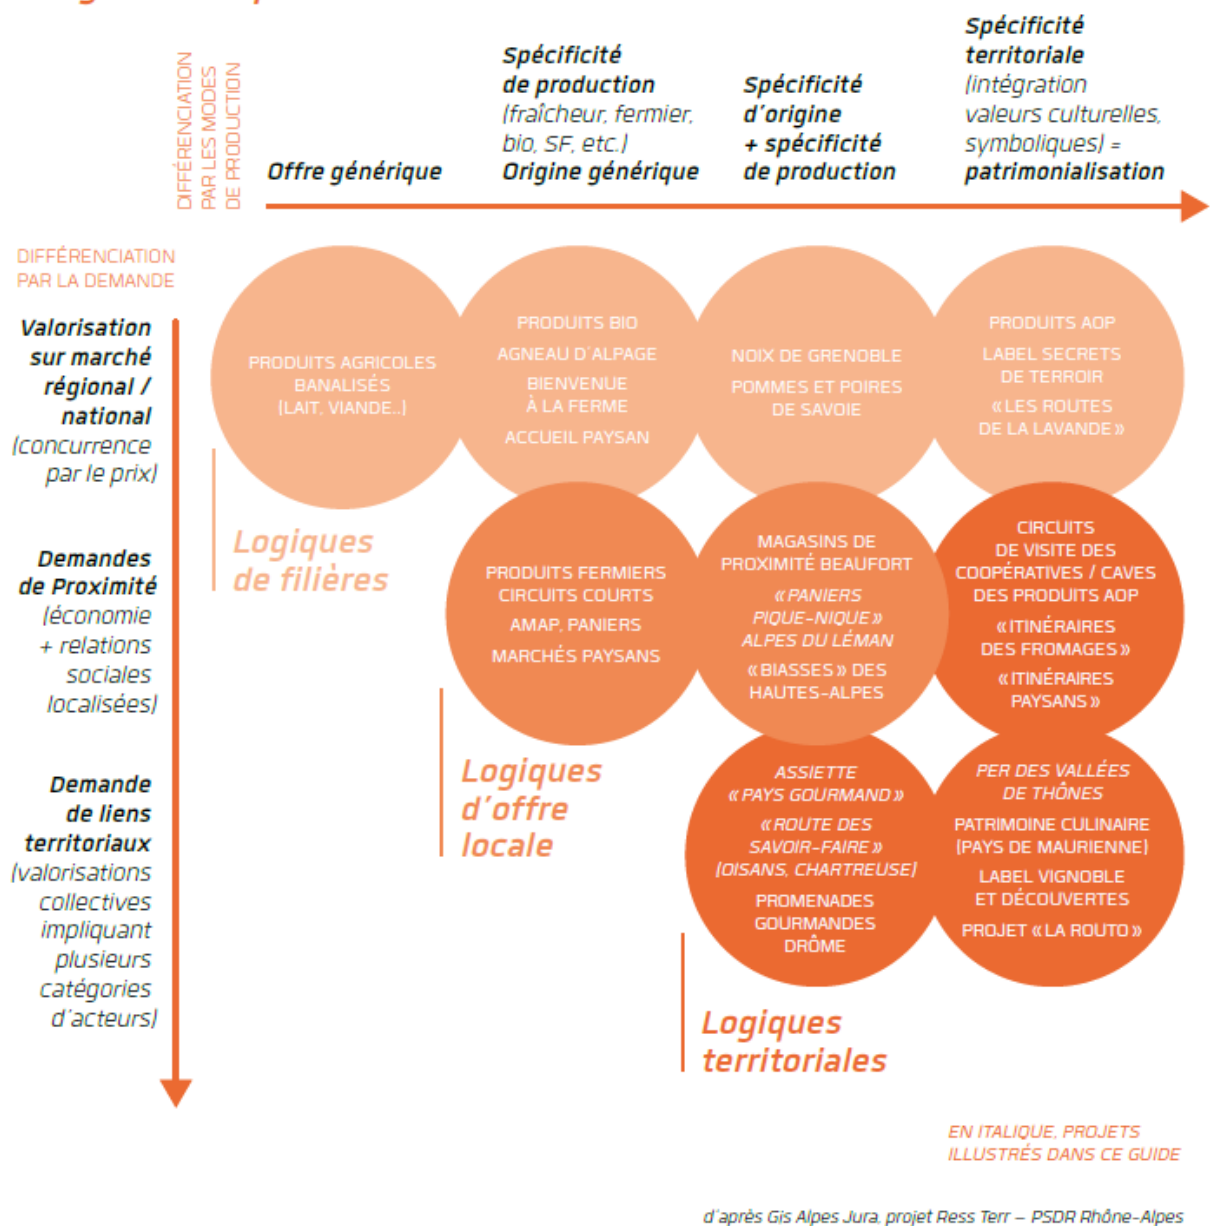 DIFFÉRENCIATION
PAR LES MODES
DE PRODUCTION
Offre générique
Spécificité
de production
(fraîcheur, fermier,
bio, SF, etc.)
Origine générique
Spécificité
d'origine
+ spécificité
de production
Spécificité
territoriale
(intégration
valeurs culturelles,
symboliques) =
patrimonialisation
DIFFÉRENCIATION
PAR LA DEMANDE
Valorisation
sur marché
régional /
national
(concurrence
par le prix)
PRODUITS AGRICOLES
BANALISÉS
(LAIT, VIANDE..)
PRODUITS BIO
AGNEAU D'ALPAGE
BIENVENUE
À LA FERME
ACCUEIL PAYSAN
NOIX DE GRENOBLE
POMMES ET POIRES
DE SAVOIE
PRODUITS AOP
LABEL SECRETS
DE TERROIR
« LES ROUTES
DE LA LAVANDE »
Logiques
de filières
Demandes
de Proximité
(économie
+ relations
sociales
localisées)
PRODUITS FERMIERS
CIRCUITS COURTS
AMAP, PANIERS
MARCHÉS PAYSANS
MAGASINS DE
PROXIMITÉ BEAUFORT
« PANIERS
PIQUE-NIQUE »
ALPES DU LÉMAN
« BIASSES » DES
HAUTES-ALPES
CIRCUITS
DE VISITE DES
COOPÉRATIVES / CAVES
DES PRODUITS AOP
« ITINÉRAIRES
DES FROMAGES »
« ITINÉRAIRES
PAYSANS »
Logiques
d'offre
locale
Demande
de liens
territoriaux
(valorisations
collectives
impliquant
plusieurs
catégories
d'acteurs)
ASSIETTE
« PAYS GOURMAND »
« ROUTE DES
SAVOIR-FAIRE »
(OISANS, CHARTREUSE)
PROMENADES
GOURMANDES
DRÔME
PER DES VALLÉES
DE THÔNES
PATRIMOINE CULINAIRE
(PAYS DE MAURIENNE)
LABEL VIGNOBLE
ET DÉCOUVERTES
PROJET « LA ROUTO »
Logiques
territoriales
EN ITALIQUE, PROJETS
ILLUSTRÉS DANS CE GUIDE
d'après Gis Alpes Jura, projet Ress Terr – PSDR Rhône-Alpes